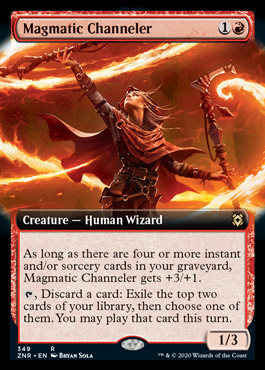 Magmatic Channeler 1
Creature — Human Wizard
As long as there are four or more instant
and/or sorcery cards in your graveyard,
Magmatic Channeler gets +3/+1.
, Discard a card: Exile the top two
cards of your library, then choose one of
them. You may play that card this turn.
1/3
349 R
ZNR • EN BRYAN SOLA
™ & © 2020 Wizards of the Coast